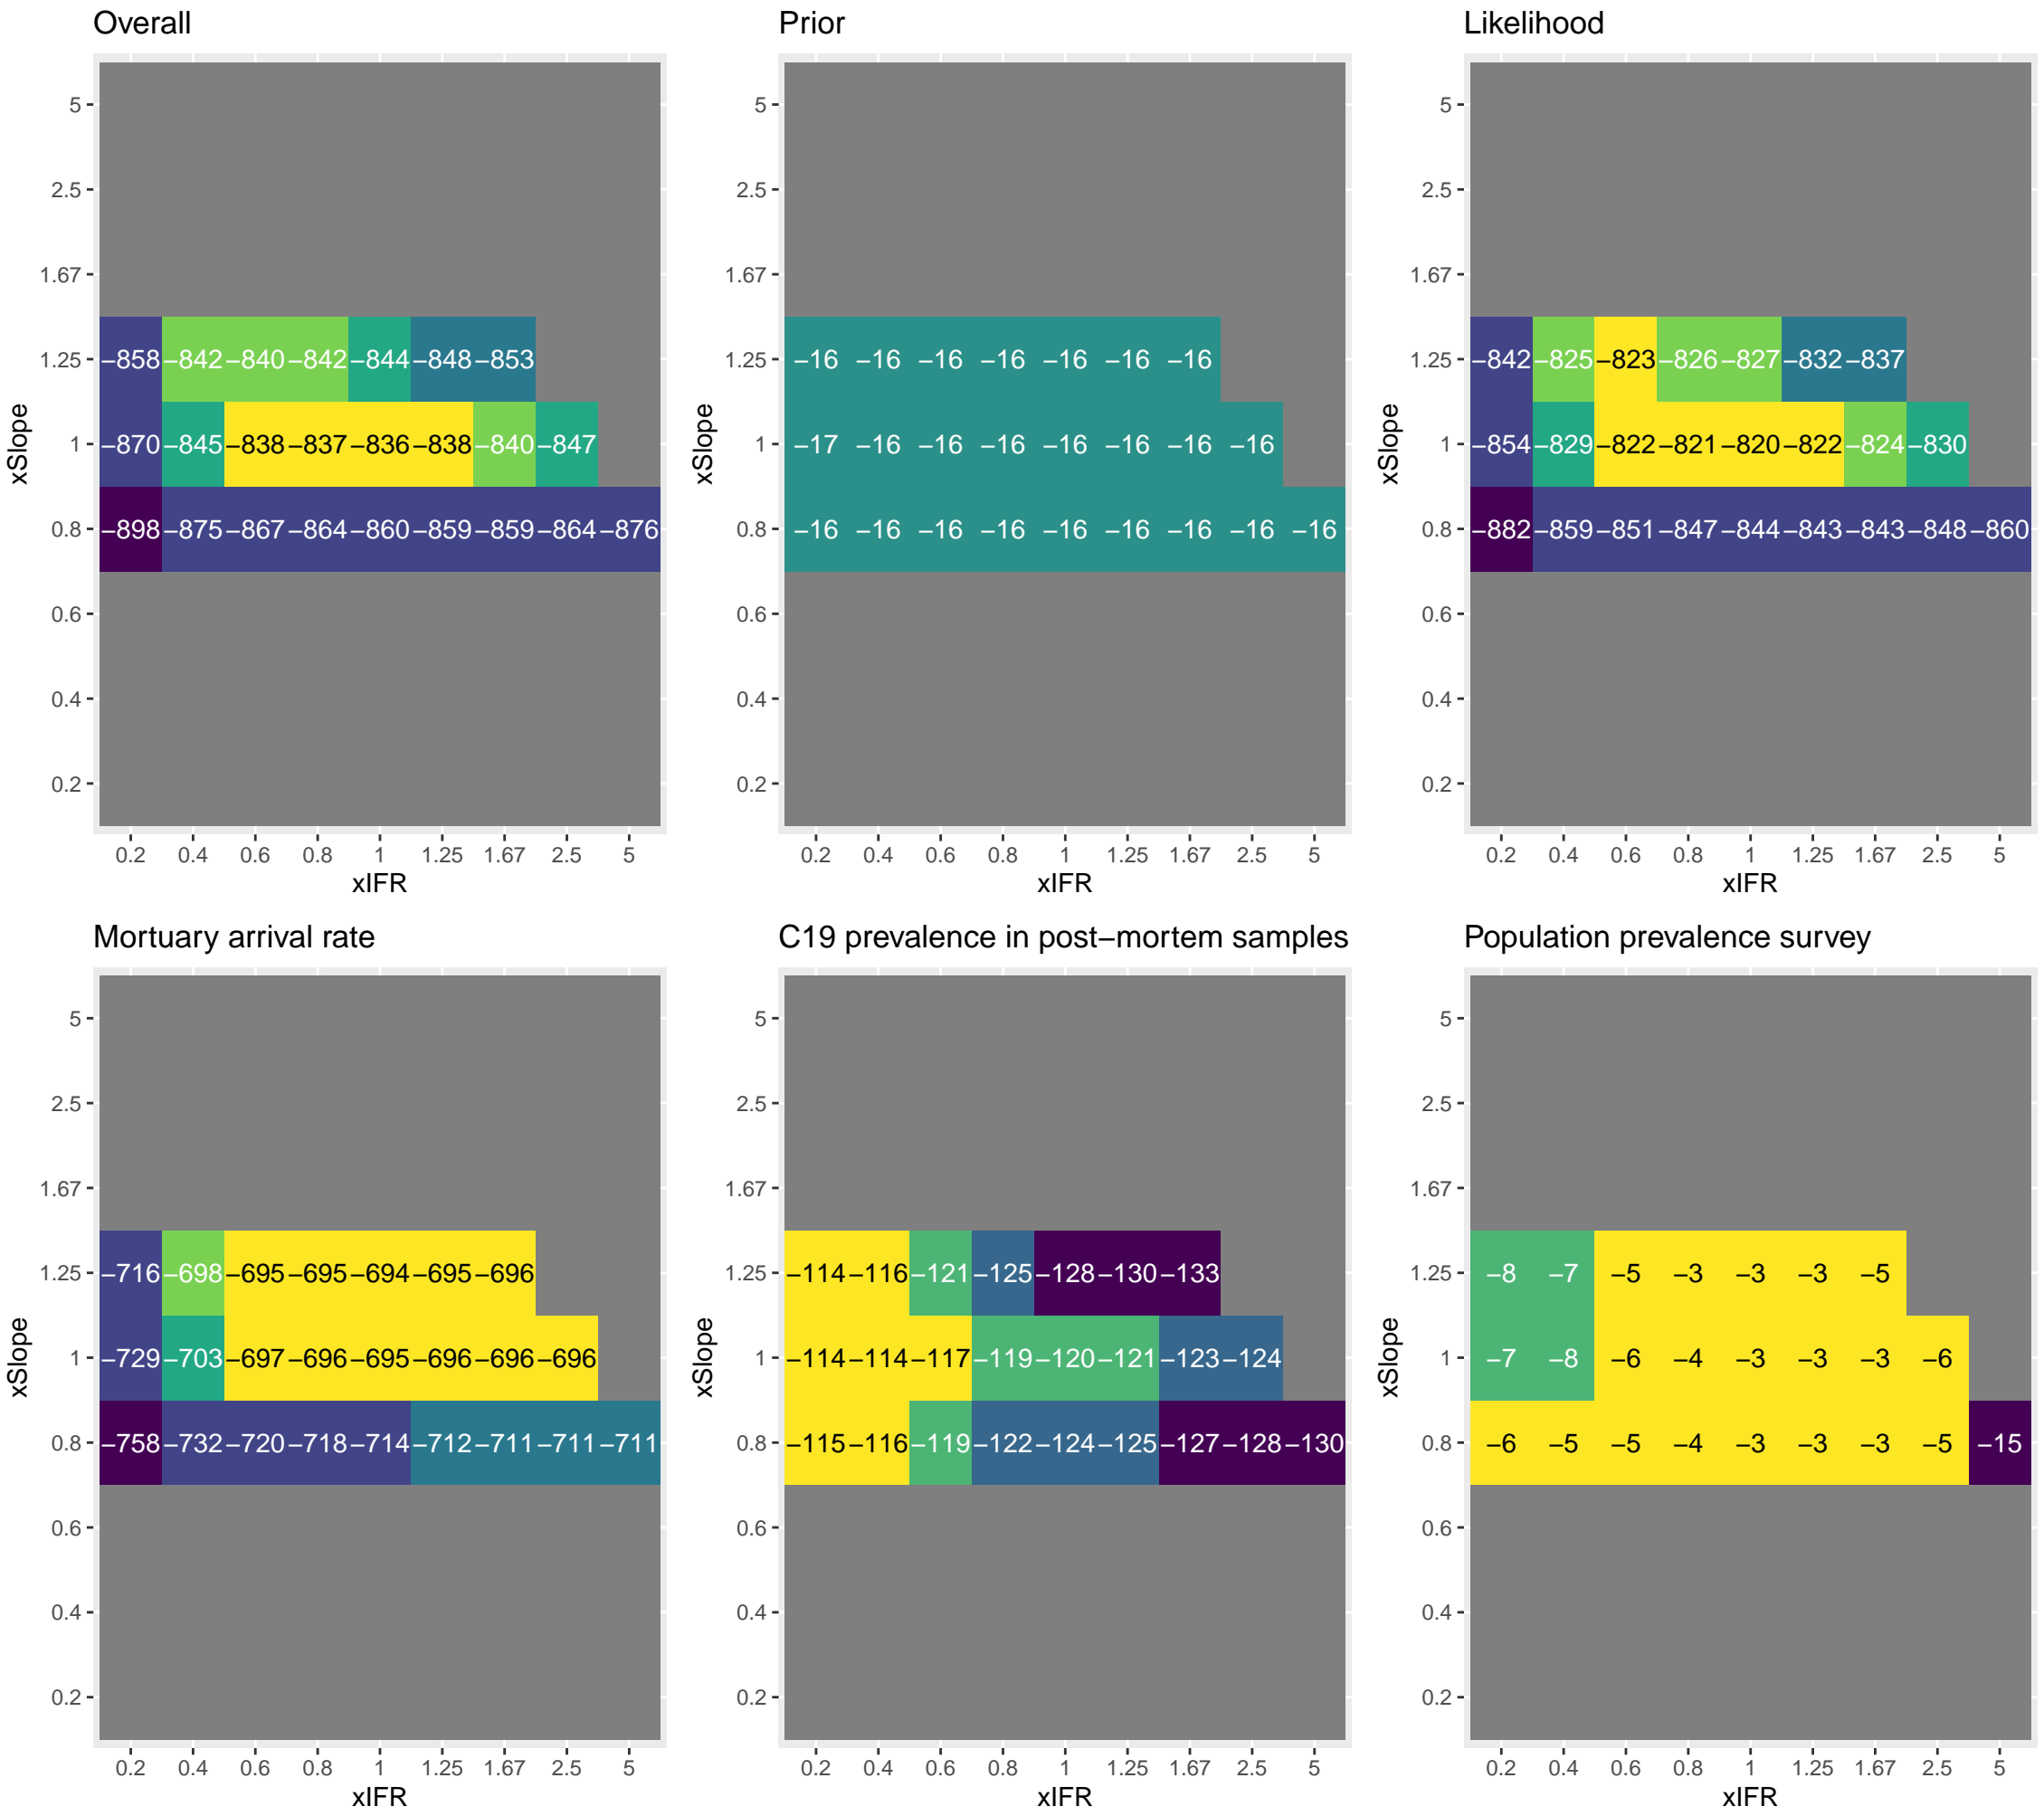 Overall
xSlope
5
2.5
1.67
1.25
1
0.8
0.6
0.4
0.2
−858 −842 −840 −842 −844 −848 −853
−870 −845 −838 −837 −836 −838 −840 −847
−898 −875 −867 −864 −860 −859 −859 −864 −876
0.2 0.4 0.6 0.8 1 1.25 1.67 2.5 5
xIFR
Prior
xSlope
5
2.5
1.67
1.25
1
0.8
0.6
0.4
0.2
−16 −16 −16 −16 −16 −16 −16
−17 −16 −16 −16 −16 −16 −16 −16
−16 −16 −16 −16 −16 −16 −16 −16 −16
0.2 0.4 0.6 0.8 1 1.25 1.67 2.5 5
xIFR
Likelihood
xSlope
5
2.5
1.67
1.25
1
0.8
0.6
0.4
0.2
−842 −825 −823 −826 −827 −832 −837
−854 −829 −822 −821 −820 −822 −824 −830
−882 −859 −851 −847 −844 −843 −843 −848 −860
0.2 0.4 0.6 0.8 1 1.25 1.67 2.5 5
xIFR
Mortuary arrival rate
xSlope
5
2.5
1.67
1.25
1
0.8
0.6
0.4
0.2
−716 −698 −695 −695 −694 −695 −696
−729 −703 −697 −696 −695 −696 −696 −696
−758 −732 −720 −718 −714 −712 −711 −711 −711
0.2 0.4 0.6 0.8 1 1.25 1.67 2.5 5
xIFR
C19 prevalence in post−mortem samples
xSlope
5
2.5
1.67
1.25
1
0.8
0.6
0.4
0.2
−114 −116 −121 −125 −128 −130 −133
−114 −114 −117 −119 −120 −121 −123 −124
−115 −116 −119 −122 −124 −125 −127 −128 −130
0.2 0.4 0.6 0.8 1 1.25 1.67 2.5 5
xIFR
Population prevalence survey
xSlope
5
2.5
1.67
1.25
1
0.8
0.6
0.4
0.2
−8 −7 −5 −3 −3 −3 −5
−7 −8 −6 −4 −3 −3 −3 −6
−6 −5 −5 −4 −3 −3 −3 −5 −15
0.2 0.4 0.6 0.8 1 1.25 1.67 2.5 5
xIFR